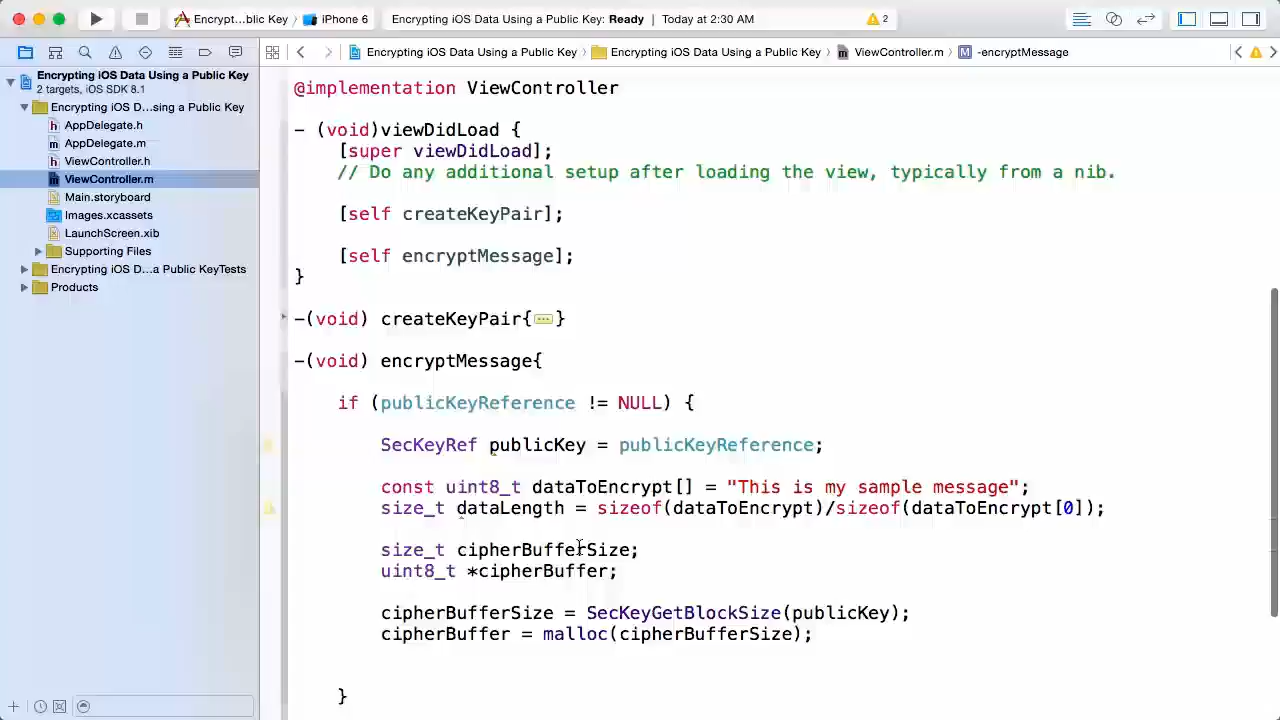 Encrypt...blic Key
iPhone 6
Encrypting iOS Data Using a Public Key: Ready | Today at 2:30 AM
2
Encrypting iOS Data Using a Public Key
Encrypting iOS Data Using a Public Key
ViewController.m
M
-encryptMessage
Encrypting iOS Data Using a Public Key
2 targets, iOS SDK 8.1
Encrypting iOS D...sing a Public Key
h AppDelegate.h
m AppDelegate.m
h ViewController.h
m ViewController.m
Main.storyboard
Images.xcassets
LaunchScreen.xib
Supporting Files
Encrypting iOS D...a Public KeyTests
Products
@implementation ViewController
- (void)viewDidLoad {
[super viewDidLoad];
// Do any additional setup after loading the view, typically from a nib.
[self createKeyPair];
[self encryptMessage];
}
-(void) createKeyPair{...}
-(void) encryptMessage{
if (publicKeyReference != NULL) {
SecKeyRef publicKey = publicKeyReference;
const uint8_t dataToEncrypt[] = "This is my sample message";
size_t dataLength = sizeof(dataToEncrypt)/sizeof(dataToEncrypt[0]);
size_t cipherBufferSize;
uint8_t *cipherBuffer;
cipherBufferSize = SecKeyGetBlockSize(publicKey);
cipherBuffer = malloc(cipherBufferSize);
}